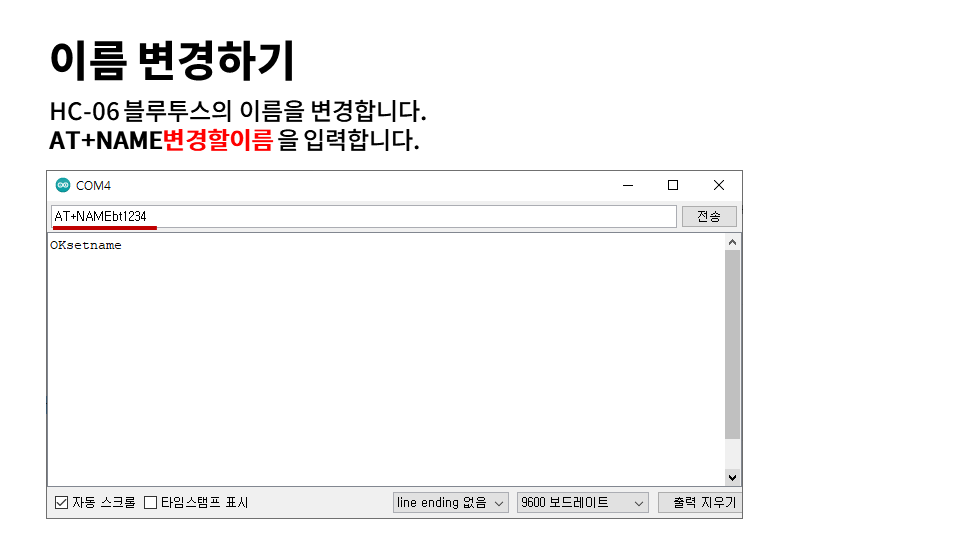 이름 변경하기
HC-06 블루투스의 이름을 변경합니다.
AT+NAME변경할이름 을 입력합니다.
COM4
AT+NAMEbt1234
전송
OKsetname
자동 스크롤 타임스탬프 표시 line ending 없음 9600 보드레이트 출력 지우기